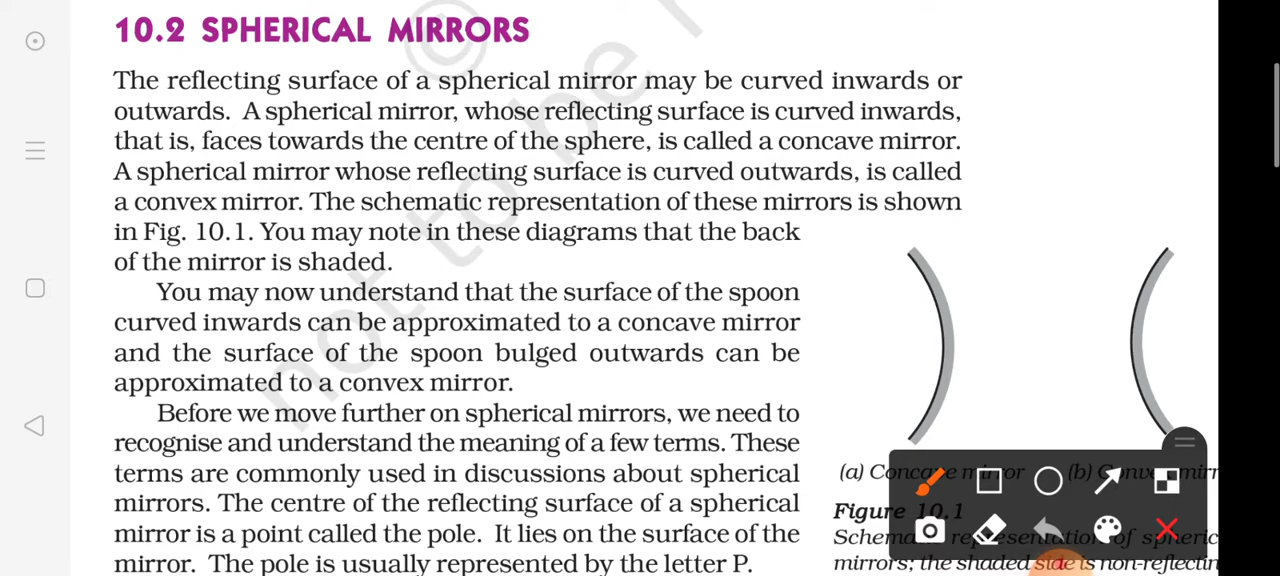 10.2 SPHERICAL MIRRORS
The reflecting surface of a spherical mirror may be curved inwards or
outwards. A spherical mirror, whose reflecting surface is curved inwards,
that is, faces towards the centre of the sphere, is called a concave mirror.
A spherical mirror whose reflecting surface is curved outwards, is called
a convex mirror. The schematic representation of these mirrors is shown
in Fig. 10.1. You may note in these diagrams that the back
of the mirror is shaded.
You may now understand that the surface of the spoon
curved inwards can be approximated to a concave mirror
and the surface of the spoon bulged outwards can be
approximated to a convex mirror.
Before we move further on spherical mirrors, we need to
recognise and understand the meaning of a few terms. These
terms are commonly used in discussions about spherical
mirrors. The centre of the reflecting surface of a spherical
mirror is a point called the pole. It lies on the surface of the
mirror. The pole is usually represented by the letter P.
(a) Concave mirror (b)
Figure 10.1
of
mirrors; the shaded side is non-reflectin
© not to be